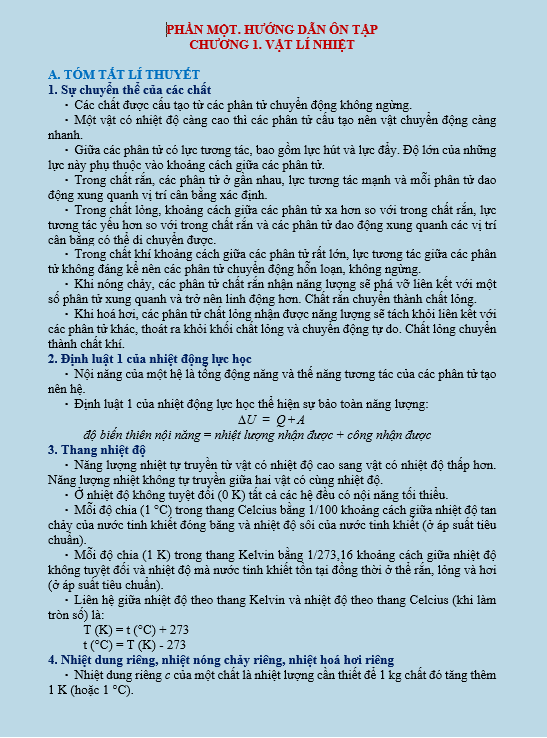 PHẦN MỘT. HƯỚNG DẪN ÔN TẬP
CHƯƠNG 1. VẬT LÍ NHIỆT
A. TÓM TẮT LÍ THUYẾT
1. Sự chuyển thể của các chất
• Các chất được cấu tạo từ các phân tử chuyển động không ngừng.
• Một vật có nhiệt độ càng cao thì các phân tử cấu tạo nên vật chuyển động càng
nhanh.
• Giữa các phân tử có lực tương tác, bao gồm lực hút và lực đẩy. Độ lớn của những
lực này phụ thuộc vào khoảng cách giữa các phân tử.
• Trong chất rắn, các phân tử ở gần nhau, lực tương tác mạnh và mỗi phân tử dao
động xung quanh vị trí cân bằng xác định.
• Trong chất lỏng, khoảng cách giữa các phân tử xa hơn so với trong chất rắn, lực
tương tác yếu hơn so với trong chất rắn và các phân tử dao động xung quanh các vị trí
cân bằng có thể di chuyển được.
• Trong chất khí khoảng cách giữa các phân tử rất lớn, lực tương tác giữa các phân
tử không đáng kể nên các phân tử chuyển động hỗn loạn, không ngừng.
• Khi nóng chảy, các phân tử chất rắn nhận năng lượng sẽ phá vỡ liên kết với một
số phân tử xung quanh và trở nên linh động hơn. Chất rắn chuyển thành chất lỏng.
• Khi hoá hơi, các phân tử chất lỏng nhận được năng lượng sẽ tách khỏi liên kết với
các phân tử khác, thoát ra khỏi khối chất lỏng và chuyển động tự do. Chất lỏng chuyển
thành chất khí.
2. Định luật 1 của nhiệt động lực học
• Nội năng của một hệ là tổng động năng và thế năng tương tác của các phân tử tạo
nên hệ.
• Định luật 1 của nhiệt động lực học thể hiện sự bảo toàn năng lượng:
ΔU = Q+A
độ biến thiên nội năng = nhiệt lượng nhận được + công nhận được
3. Thang nhiệt độ
• Năng lượng nhiệt tự truyền từ vật có nhiệt độ cao sang vật có nhiệt độ thấp hơn.
Năng lượng nhiệt không tự truyền giữa hai vật có cùng nhiệt độ.
• Ở nhiệt độ không tuyệt đối (0 K) tất cả các hệ đều có nội năng tối thiểu.
• Mỗi độ chia (1 °C) trong thang Celcius bằng 1/100 khoảng cách giữa nhiệt độ tan
chảy của nước tinh khiết đóng băng và nhiệt độ sôi của nước tinh khiết (ở áp suất tiêu
chuẩn).
• Mỗi độ chia (1 K) trong thang Kelvin bằng 1/273,16 khoảng cách giữa nhiệt độ
không tuyệt đối và nhiệt độ mà nước tinh khiết tồn tại đồng thời ở thể rắn, lỏng và hơi
(ở áp suất tiêu chuẩn).
• Liên hệ giữa nhiệt độ theo thang Kelvin và nhiệt độ theo thang Celcius (khi làm
tròn số) là:
T (K) = t (°C) + 273
t (°C) = T (K) - 273
4. Nhiệt dung riêng, nhiệt nóng chảy riêng, nhiệt hoá hơi riêng
• Nhiệt dung riêng c của một chất là nhiệt lượng cần thiết để 1 kg chất đó tăng thêm
1 K (hoặc 1 °C).